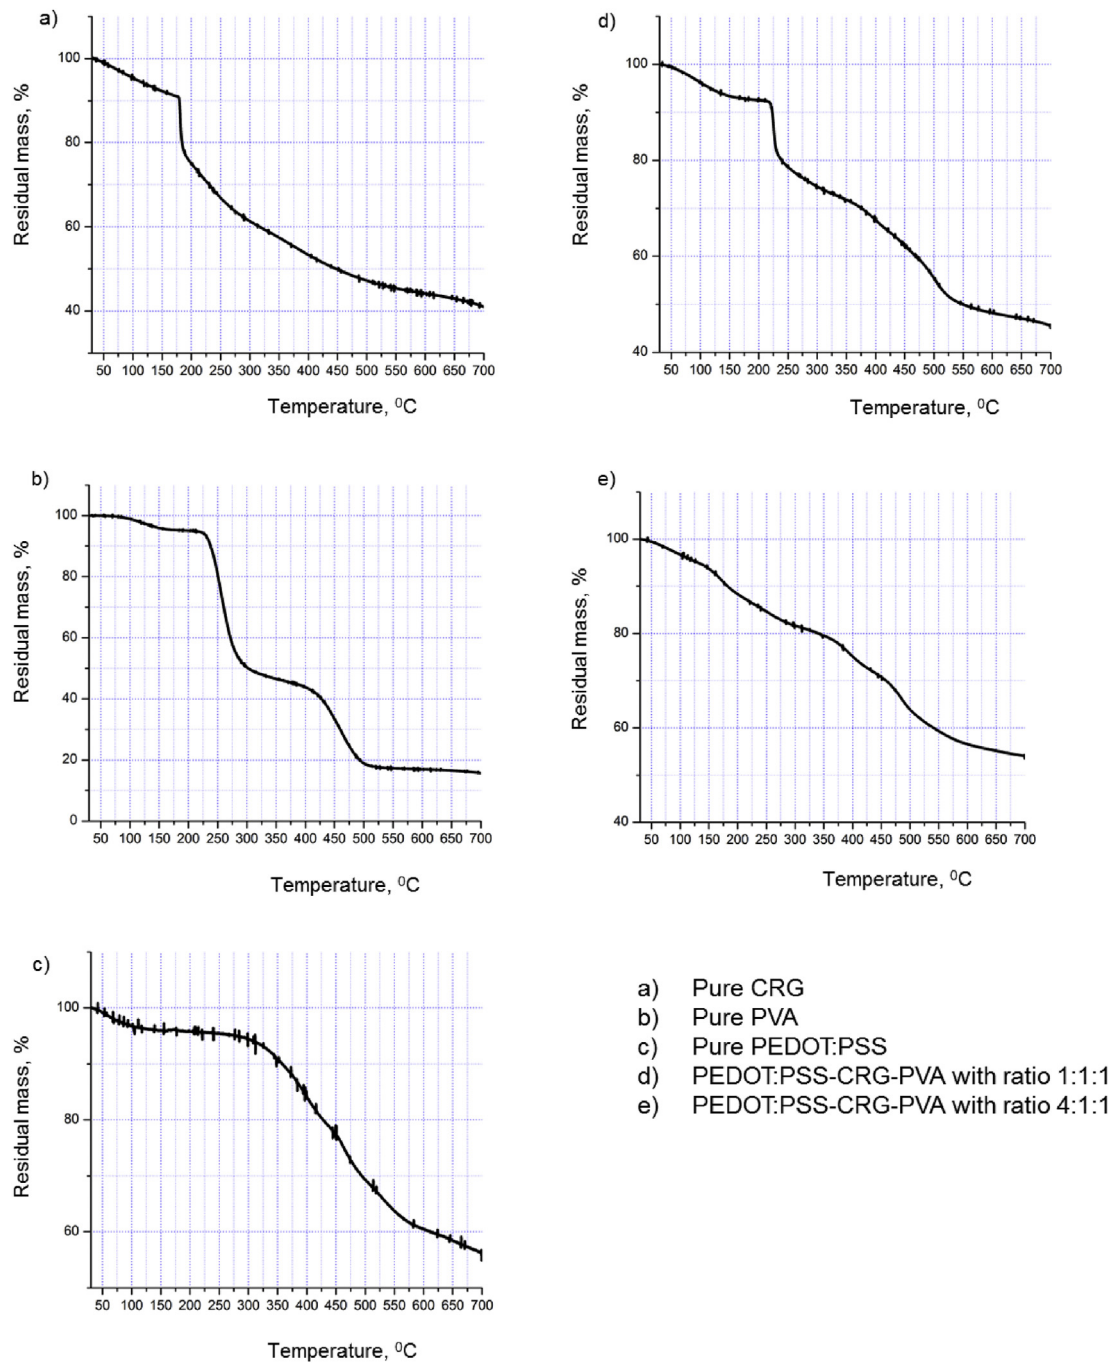 a)
Residual mass, %
100
80
60
40
50 100 150 200 250 300 350 400 450 500 550 600 650 700
Temperature, ⁰C
b)
Residual mass, %
100
80
60
40
20
0
50 100 150 200 250 300 350 400 450 500 550 600 650 700
Temperature, ⁰C
c)
Residual mass, %
100
80
60
50 100 150 200 250 300 350 400 450 500 550 600 650 700
Temperature, ⁰C
d)
Residual mass, %
100
80
60
40
50 100 150 200 250 300 350 400 450 500 550 600 650 700
Temperature, ⁰C
e)
Residual mass, %
100
80
60
40
50 100 150 200 250 300 350 400 450 500 550 600 650 700
Temperature, ⁰C
a) Pure CRG
b) Pure PVA
c) Pure PEDOT:PSS
d) PEDOT:PSS-CRG-PVA with ratio 1:1:1
e) PEDOT:PSS-CRG-PVA with ratio 4:1:1